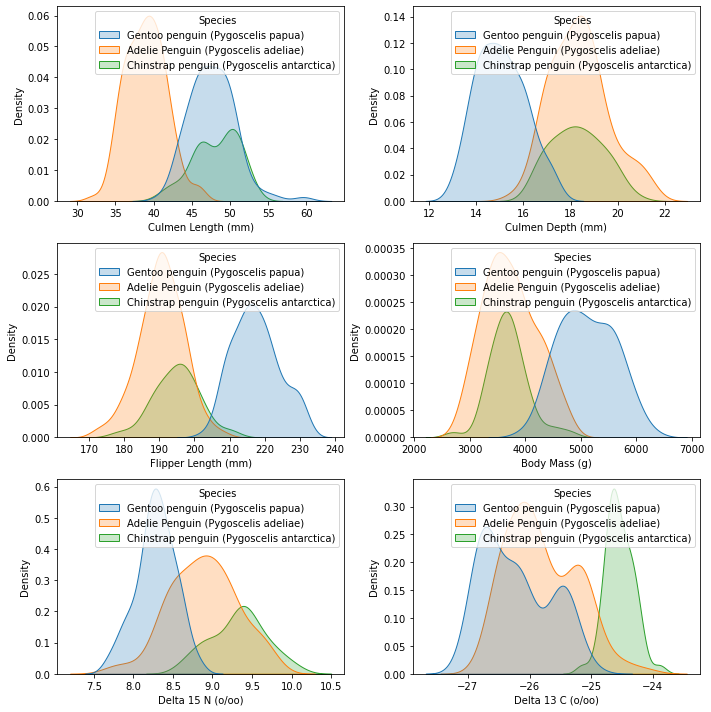 Species
Gentoo penguin (Pygoscelis papua)
Adelie Penguin (Pygoscelis adeliae)
Chinstrap penguin (Pygoscelis antarctica)
0.06
0.05
0.04
0.03
0.02
0.01
0.00
Density
30 35 40 45 50 55 60
Culmen Length (mm)
Species
Gentoo penguin (Pygoscelis papua)
Adelie Penguin (Pygoscelis adeliae)
Chinstrap penguin (Pygoscelis antarctica)
0.14
0.12
0.10
0.08
0.06
0.04
0.02
0.00
Density
12 14 16 18 20 22
Culmen Depth (mm)
Species
Gentoo penguin (Pygoscelis papua)
Adelie Penguin (Pygoscelis adeliae)
Chinstrap penguin (Pygoscelis antarctica)
0.025
0.020
0.015
0.010
0.005
0.000
Density
170 180 190 200 210 220 230 240
Flipper Length (mm)
Species
Gentoo penguin (Pygoscelis papua)
Adelie Penguin (Pygoscelis adeliae)
Chinstrap penguin (Pygoscelis antarctica)
0.00035
0.00030
0.00025
0.00020
0.00015
0.00010
0.00005
0.00000
Density
2000 3000 4000 5000 6000 7000
Body Mass (g)
Species
Gentoo penguin (Pygoscelis papua)
Adelie Penguin (Pygoscelis adeliae)
Chinstrap penguin (Pygoscelis antarctica)
0.6
0.5
0.4
0.3
0.2
0.1
0.0
Density
7.5 8.0 8.5 9.0 9.5 10.0 10.5
Delta 15 N (o/oo)
Species
Gentoo penguin (Pygoscelis papua)
Adelie Penguin (Pygoscelis adeliae)
Chinstrap penguin (Pygoscelis antarctica)
0.30
0.25
0.20
0.15
0.10
0.05
0.00
Density
−27 −26 −25 −24
Delta 13 C (o/oo)